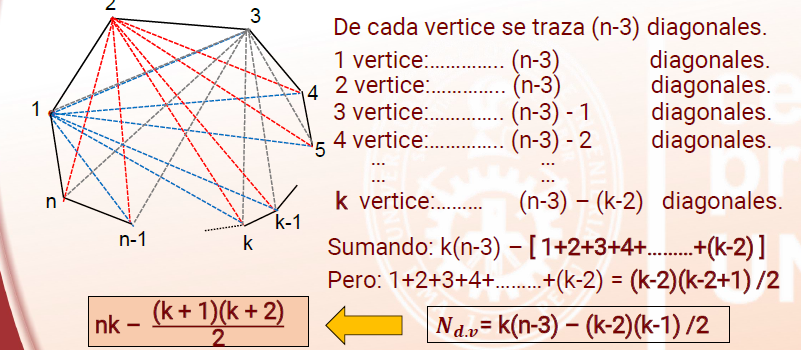 2
3
1
4
5
n
n-1
k
k-1
De cada vertice se traza (n-3) diagonales.
1 vertice:.............. (n-3) diagonales.
2 vertice:.............. (n-3) diagonales.
3 vertice:.............. (n-3) - 1 diagonales.
4 vertice:.............. (n-3) - 2 diagonales.
... ...
... ...
k vertice:......... (n-3) – (k-2) diagonales.
Sumando: k(n-3) – [ 1+2+3+4+.........+(k-2) ]
Pero: 1+2+3+4+.........+(k-2) = (k-2)(k-2+1) /2
nk – (k + 1)(k + 2)
2
N_d.v = k(n-3) – (k-2)(k-1) /2